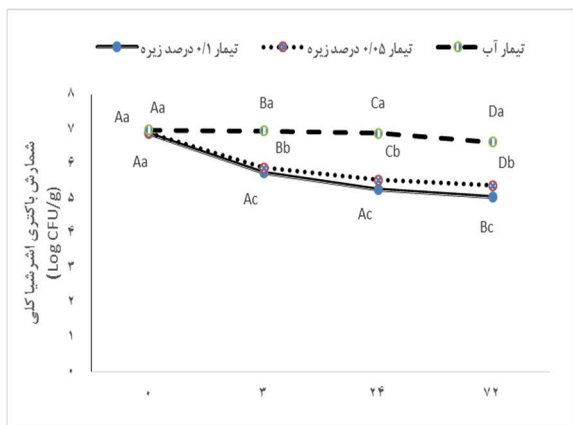 تیمار ۰/۱ درصد زیره
تیمار ۰/۰۵ درصد زیره
تیمار آب
شمارش باکتری اشرشیا کلی
(Log CFU/g)
۸
۷
۶
۵
۴
۳
۲
۱
۰
Aa
Aa
Ba
Ca
Da
Aa
Bb
Cb
Db
Ac
Ac
Bc
۰
۳
۲۴
۷۲